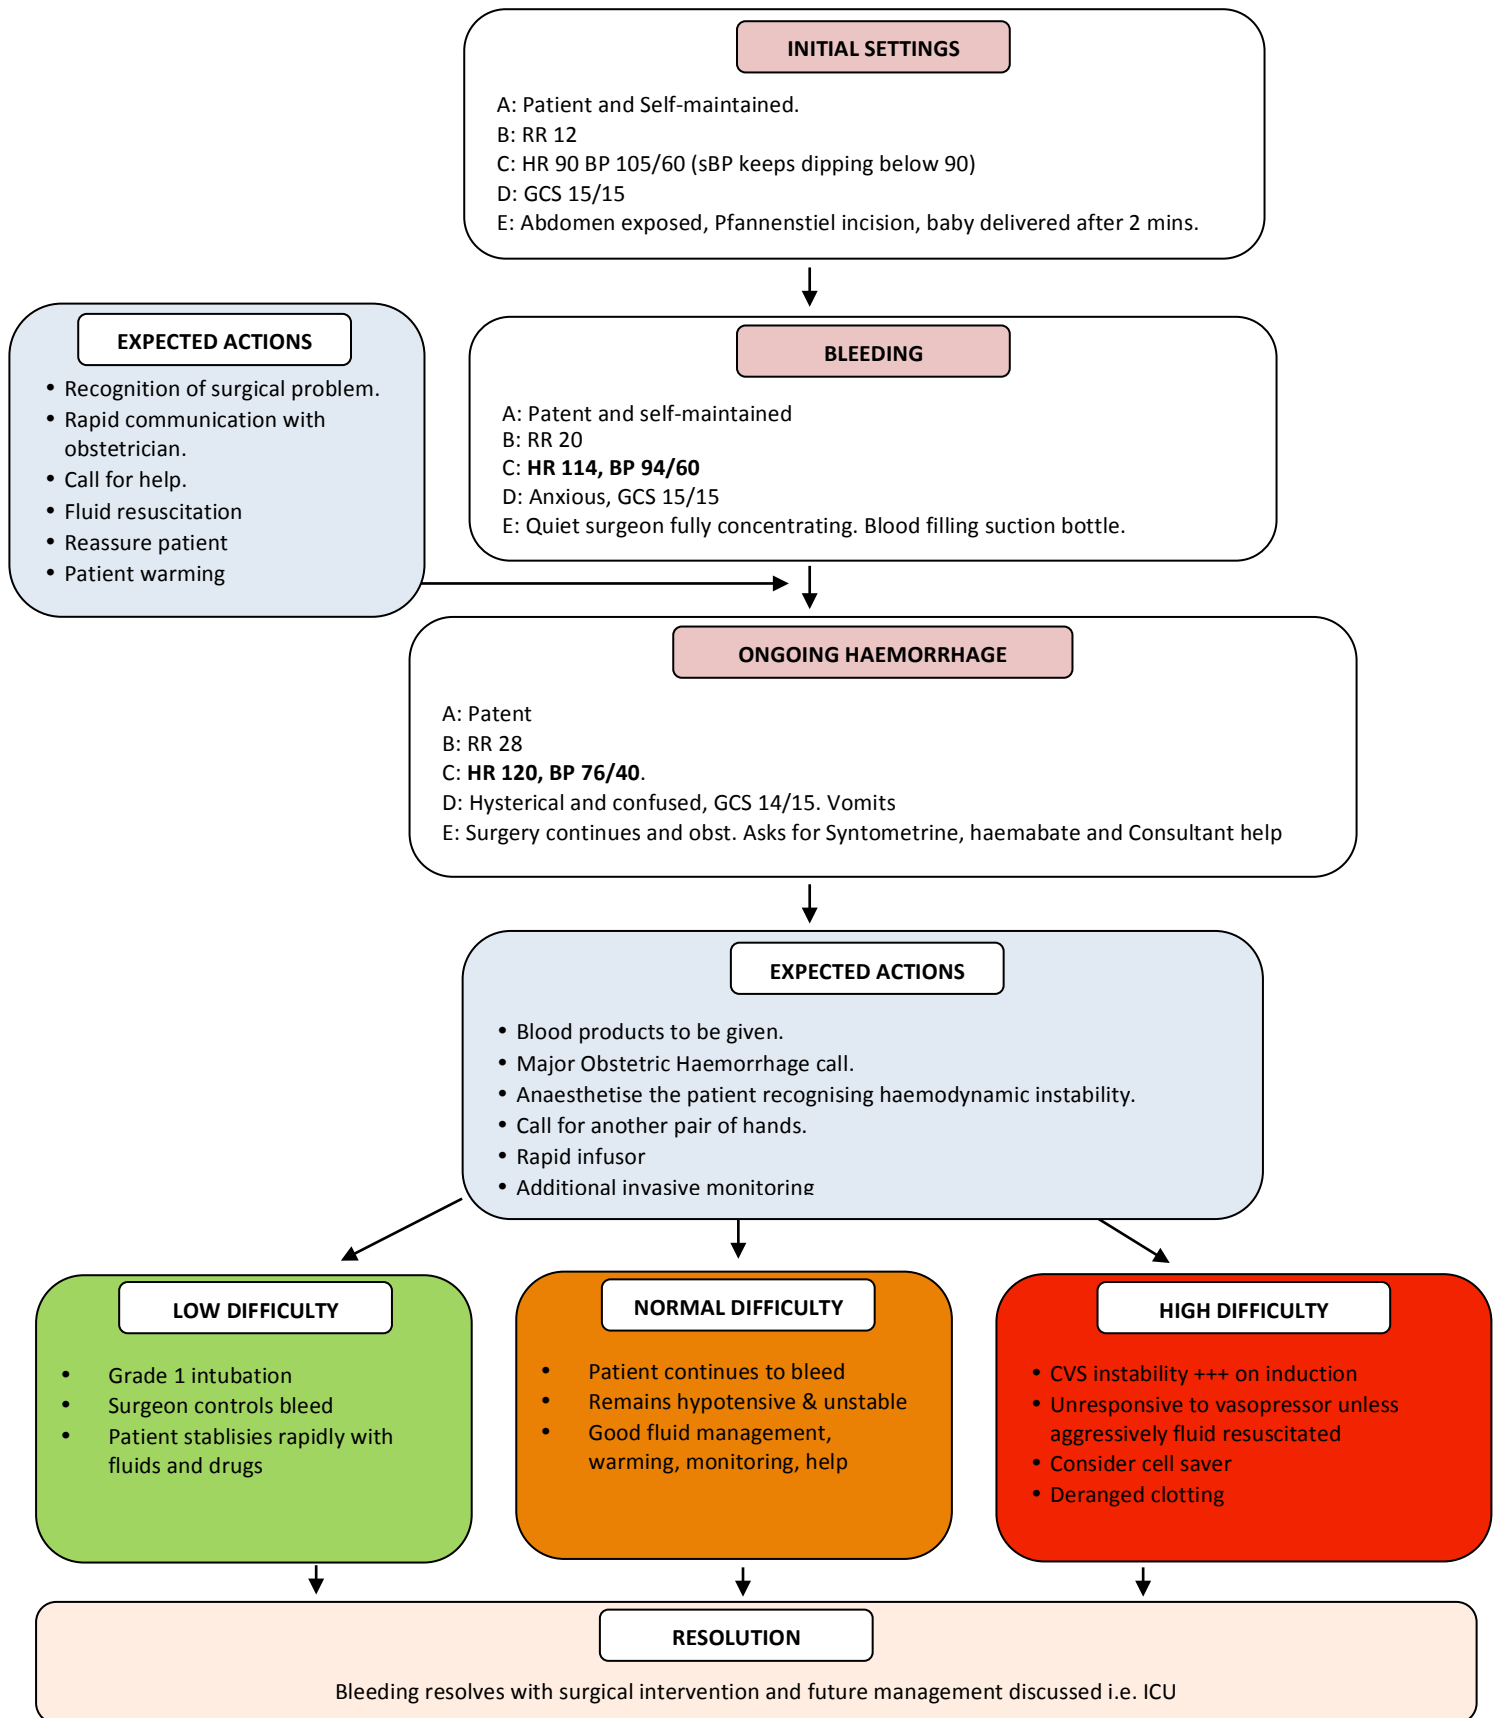 INITIAL SETTINGS
A: Patient and Self-maintained.
B: RR 12
C: HR 90 BP 105/60 (sBP keeps dipping below 90)
D: GCS 15/15
E: Abdomen exposed, Pfannenstiel incision, baby delivered after 2 mins.
EXPECTED ACTIONS
• Recognition of surgical problem.
• Rapid communication with
obstetrician.
• Call for help.
• Fluid resuscitation
• Reassure patient
• Patient warming
BLEEDING
A: Patent and self-maintained
B: RR 20
C: HR 114, BP 94/60
D: Anxious, GCS 15/15
E: Quiet surgeon fully concentrating. Blood filling suction bottle.
ONGOING HAEMORRHAGE
A: Patent
B: RR 28
C: HR 120, BP 76/40.
D: Hysterical and confused, GCS 14/15. Vomits
E: Surgery continues and obst. Asks for Syntometrine, haemabate and Consultant help
EXPECTED ACTIONS
• Blood products to be given.
• Major Obstetric Haemorrhage call.
• Anaesthetise the patient recognising haemodynamic instability.
• Call for another pair of hands.
• Rapid infusor
• Additional invasive monitoring
LOW DIFFICULTY
• Grade 1 intubation
• Surgeon controls bleed
• Patient stablisies rapidly with
fluids and drugs
NORMAL DIFFICULTY
• Patient continues to bleed
• Remains hypotensive & unstable
• Good fluid management,
warming, monitoring, help
HIGH DIFFICULTY
• CVS instability +++ on induction
• Unresponsive to vasopressor unless
aggressively fluid resuscitated
• Consider cell saver
• Deranged clotting
RESOLUTION
Bleeding resolves with surgical intervention and future management discussed i.e. ICU